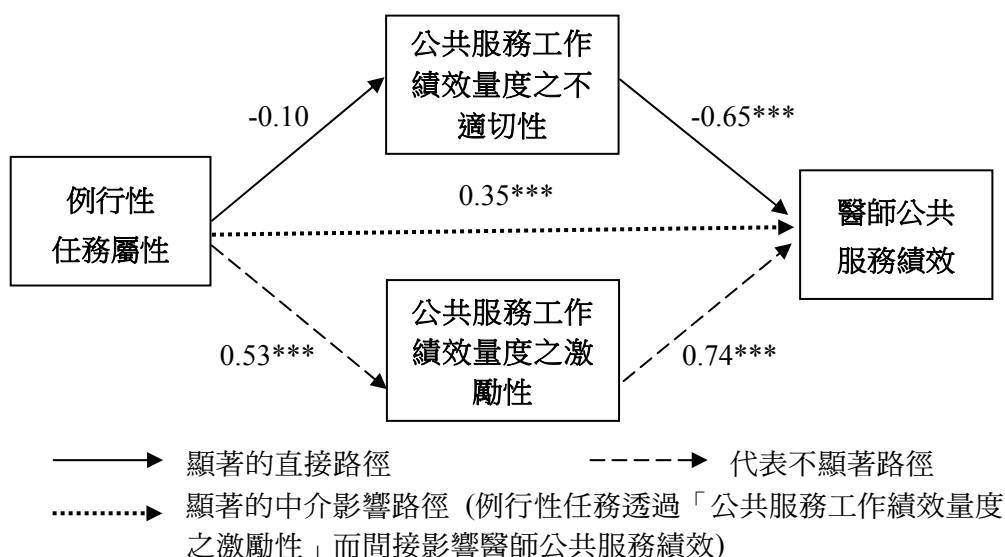 公共服務工作
績效量度之不
適切性
-0.10
-0.65***
例行性
任務屬性
0.35***
醫師公共
服務績效
公共服務工作
績效量度之激
勵性
0.53***
0.74***
顯著的直接路徑
代表不顯著路徑
顯著的中介影響路徑 (例行性任務透過「公共服務工作績效量度
之激勵性」而間接影響醫師公共服務績效)